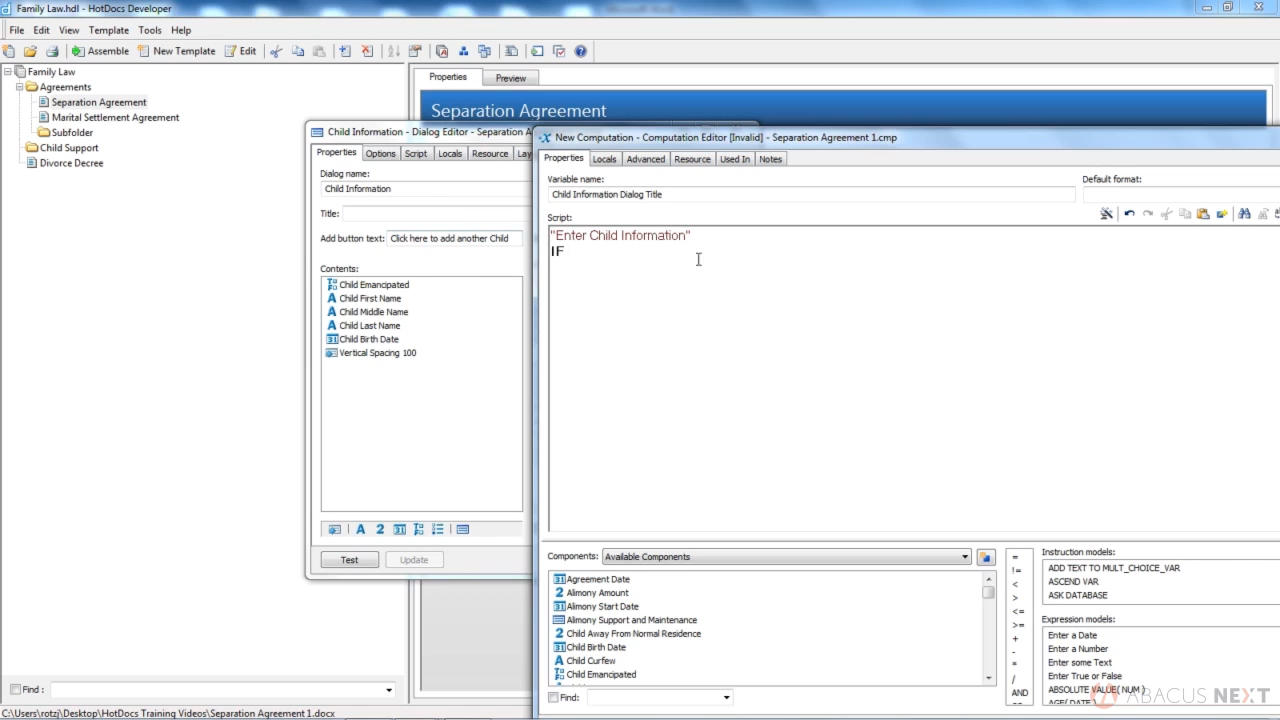 Family Law.hdl - HotDocs Developer
File Edit View Template Tools Help
Assemble New Template Edit
Family Law
Agreements
Separation Agreement
Marital Settlement Agreement
Subfolder
Child Support
Divorce Decree
Properties Preview
Separation Agreement
Child Information - Dialog Editor - Separation A
Properties Options Script Locals Resource Lay
Dialog name:
Child Information
Title:
Add button text: Click here to add another Child
Contents:
Child Emancipated
Child First Name
Child Middle Name
Child Last Name
Child Birth Date
Vertical Spacing 100
Test Update
New Computation - Computation Editor [Invalid] - Separation Agreement 1.cmp
Properties Locals Advanced Resource Used In Notes
Variable name: Default format:
Child Information Dialog Title
Script:
"Enter Child Information"
IF
Components: Available Components
Agreement Date
Alimony Amount
Alimony Start Date
Alimony Support and Maintenance
Child Away From Normal Residence
Child Birth Date
Child Curfew
Child Emancipated
Find:
=
!=
<
>
<=
>=
+
-
*
/
AND
Instruction models:
ADD TEXT TO MULT_CHOICE_VAR
ASCEND VAR
ASK DATABASE
Expression models:
Enter a Date
Enter a Number
Enter some Text
Enter True or False
ABSOLUTE VALUE( NUM )
AGE( DATE )
ABACUS NEXT
Find :
C:\Users\rotzj\Desktop\HotDocs Training Videos\Separation Agreement 1.docx